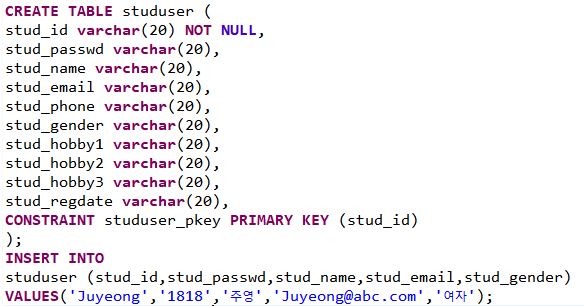 CREATE TABLE studuser (
stud_id varchar(20) NOT NULL,
stud_passwd varchar(20),
stud_name varchar(20),
stud_email varchar(20),
stud_phone varchar(20),
stud_gender varchar(20),
stud_hobby1 varchar(20),
stud_hobby2 varchar(20),
stud_hobby3 varchar(20),
stud_regdate varchar(20),
CONSTRAINT studuser_pkey PRIMARY KEY (stud_id)
);
INSERT INTO
studuser (stud_id,stud_passwd,stud_name,stud_email,stud_gender)
VALUES('Juyeong','1818','주영','Juyeong@abc.com','여자');